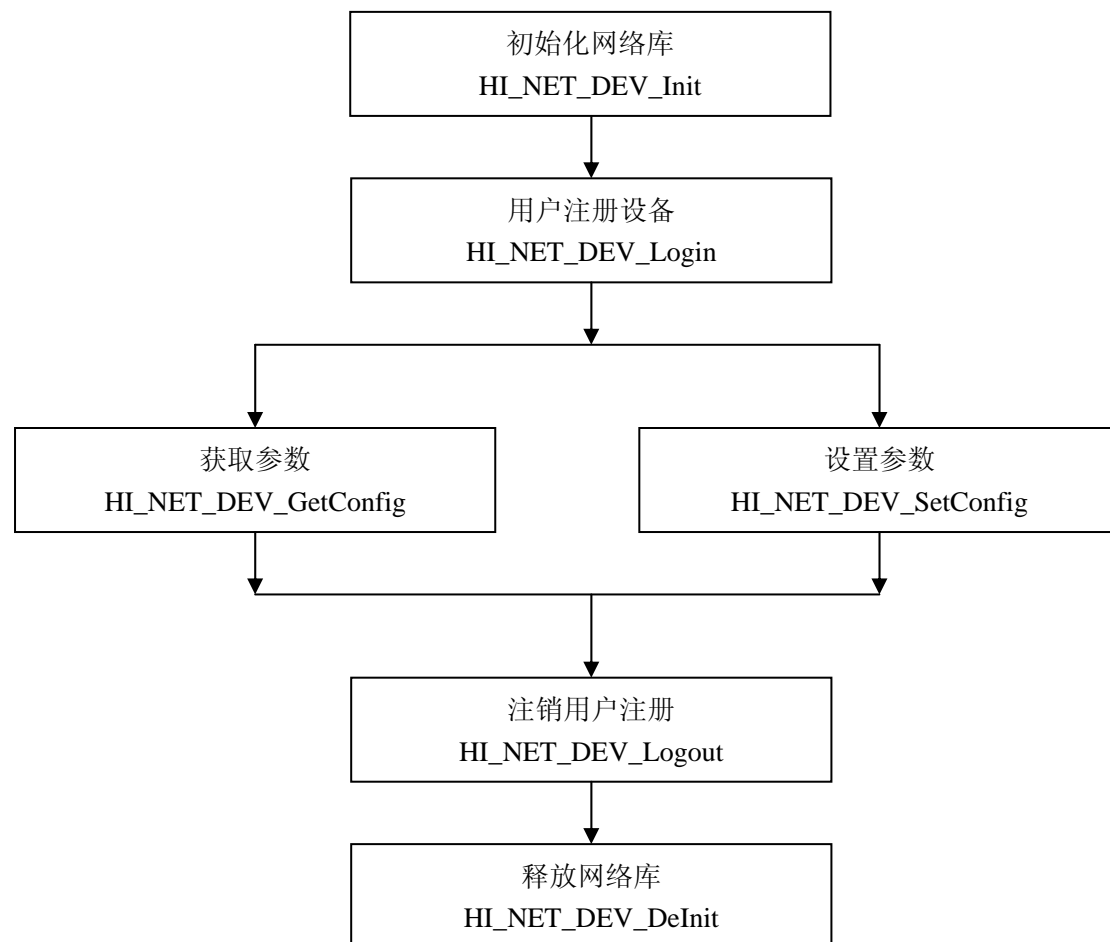 初始化网络库
HI_NET_DEV_Init
用户注册设备
HI_NET_DEV_Login
获取参数
HI_NET_DEV_GetConfig
设置参数
HI_NET_DEV_SetConfig
注销用户注册
HI_NET_DEV_Logout
释放网络库
HI_NET_DEV_DeInit